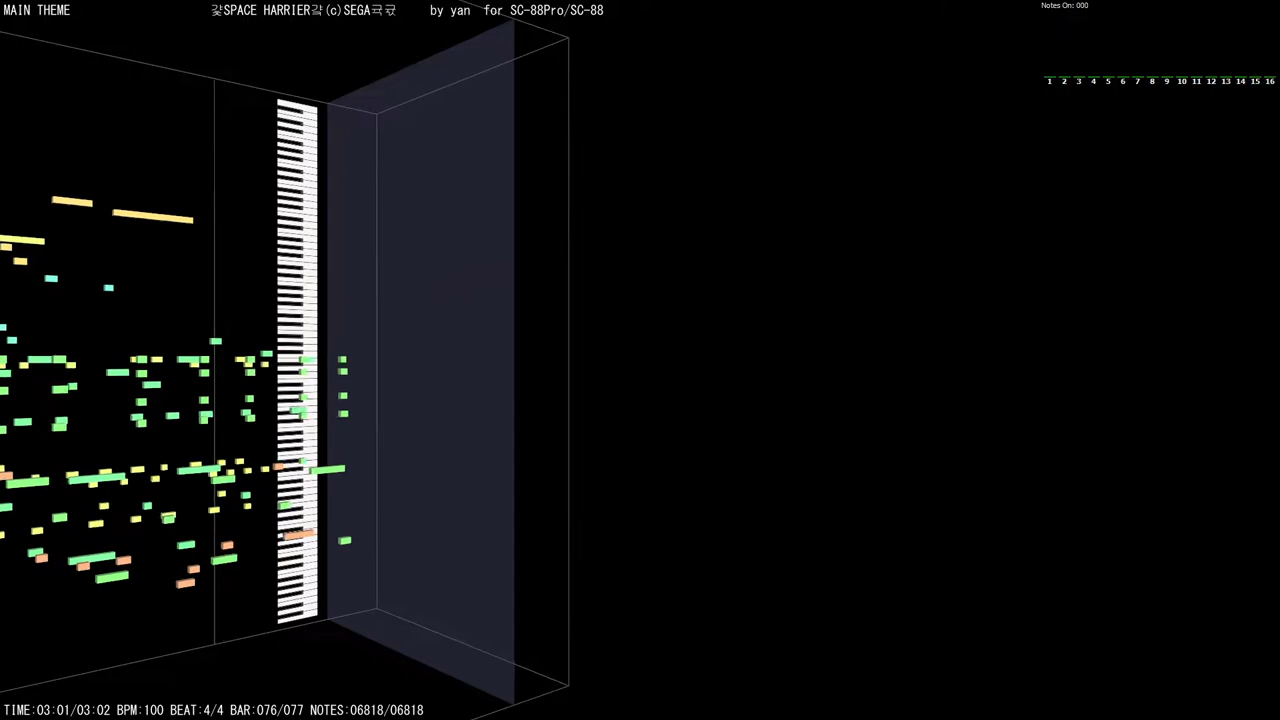 MAIN THEME
SPACE HARRIER (c)SEGA by yan for SC-88Pro/SC-88
Notes On: 000
1 2 3 4 5 6 7 8 9 10 11 12 13 14 15 16
TIME:03:01/03:02 BPM:100 BEAT:4/4 BAR:076/077 NOTES:06818/06818